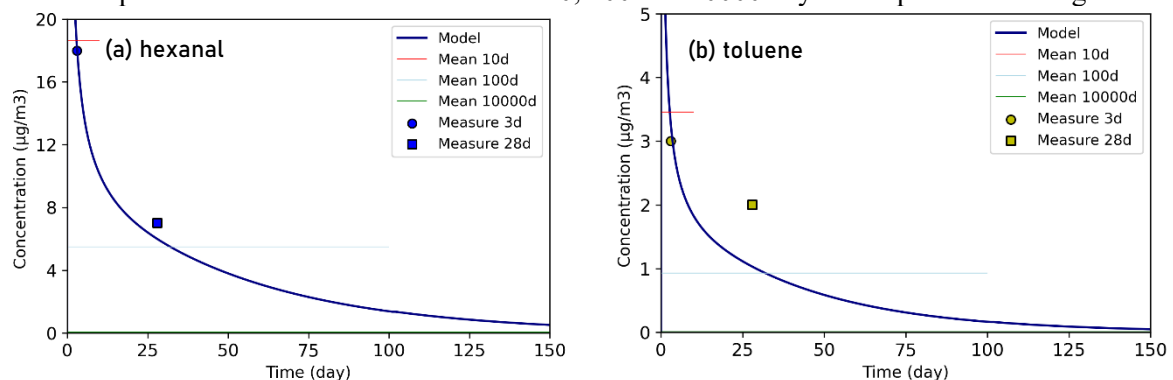 (a) hexanal
Model
Mean 10d
Mean 100d
Mean 10000d
Measure 3d
Measure 28d
20
16
12
8
4
0
Concentration (µg/m3)
0 25 50 75 100 125 150
Time (day)
(b) toluene
Model
Mean 10d
Mean 100d
Mean 10000d
Measure 3d
Measure 28d
5
4
3
2
1
0
Concentration (µg/m3)
0 25 50 75 100 125 150
Time (day)